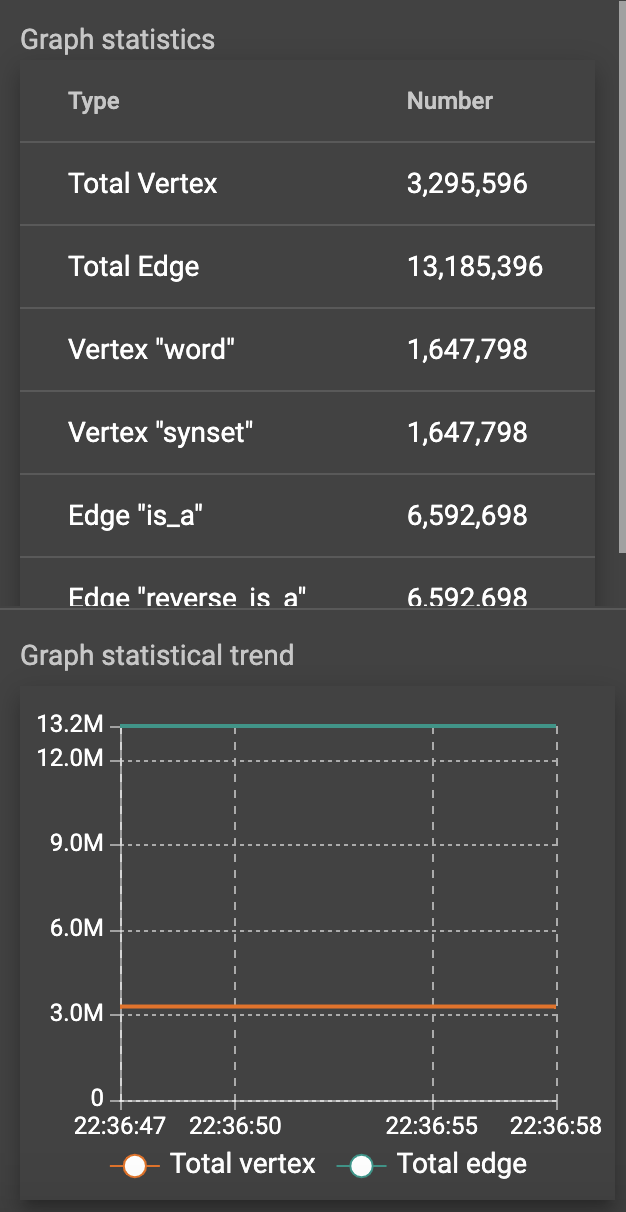 Graph statistics
Type Number
Total Vertex 3,295,596
Total Edge 13,185,396
Vertex "word" 1,647,798
Vertex "synset" 1,647,798
Edge "is_a" 6,592,698
Edge "reverse_is_a" 6,592,698
Graph statistical trend
13.2M
12.0M
9.0M
6.0M
3.0M
0
22:36:47 22:36:50 22:36:55 22:36:58
Total vertex Total edge